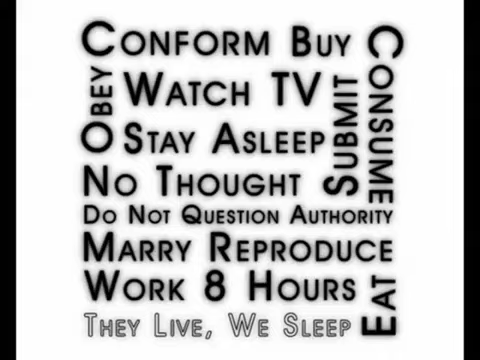 CONFORM BUY
CONSUME
OBEY
WATCH TV
SUBMIT
STAY ASLEEP
NO THOUGHT
DO NOT QUESTION AUTHORITY
MARRY REPRODUCE
WORK 8 HOURS
EAT
THEY LIVE, WE SLEEP